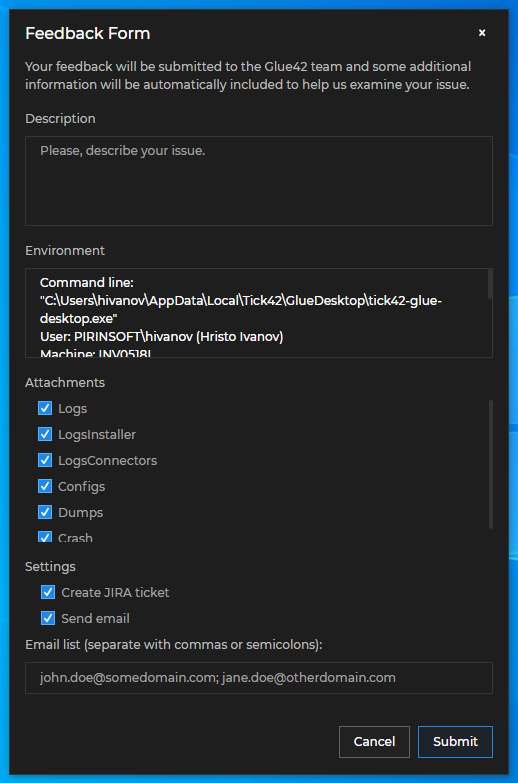 Feedback Form
×
Your feedback will be submitted to the Glue42 team and some additional
information will be automatically included to help us examine your issue.
Description
Please, describe your issue.
Environment
Command line:
"C:\Users\hivanov\AppData\Local\Tick42\GlueDesktop\tick42-glue-
desktop.exe"
User: PIRINSOFT\hivanov (Hristo Ivanov)
Machine:
Attachments
Logs
LogsInstaller
LogsConnectors
Configs
Dumps
Crash
Settings
Create JIRA ticket
Send email
Email list (separate with commas or semicolons):
john.doe@somedomain.com; jane.doe@otherdomain.com
Cancel
Submit